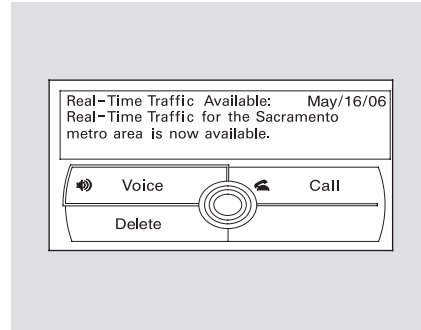 Real-Time Traffic Available: May/16/06
Real-Time Traffic for the Sacramento
metro area is now available.
Voice Call
Delete